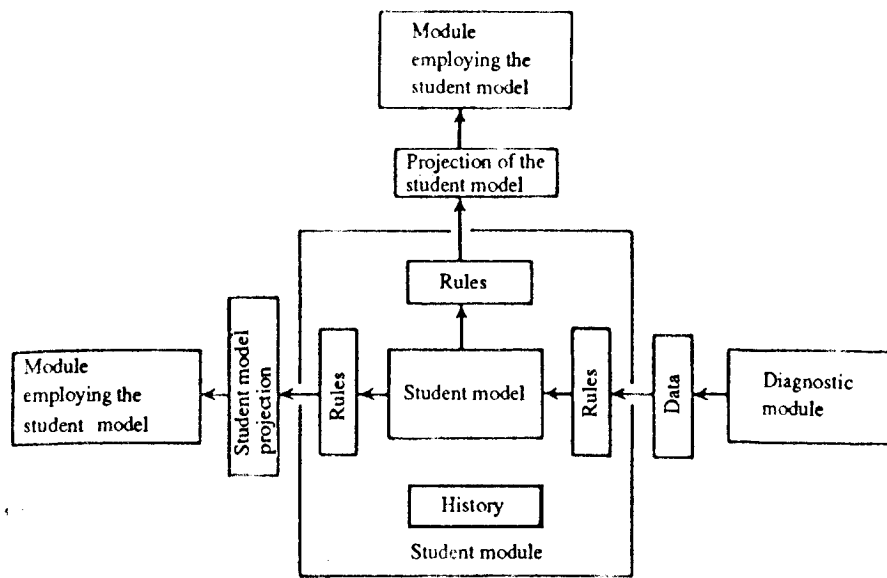 Module
employing the
student model
Projection of the
student model
Rules
Module
employing the
student model
Student model
projection
Rules
Student model
Rules
Data
Diagnostic
module
History
Student module